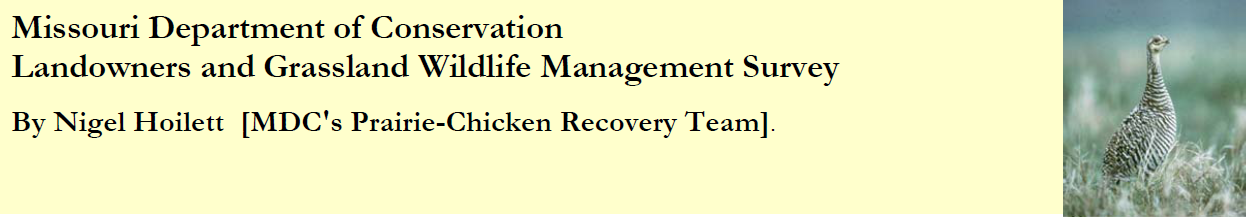 Missouri Department of Conservation
Landowners and Grassland Wildlife Management Survey
By Nigel Hoilett  [MDC's Prairie-Chicken Recovery Team].